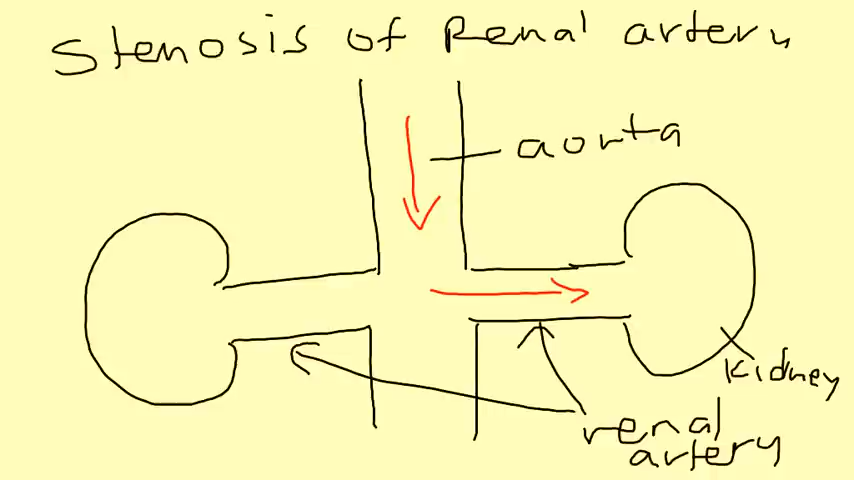 Stenosis of Renal artery
aorta
kidney
renal
artery